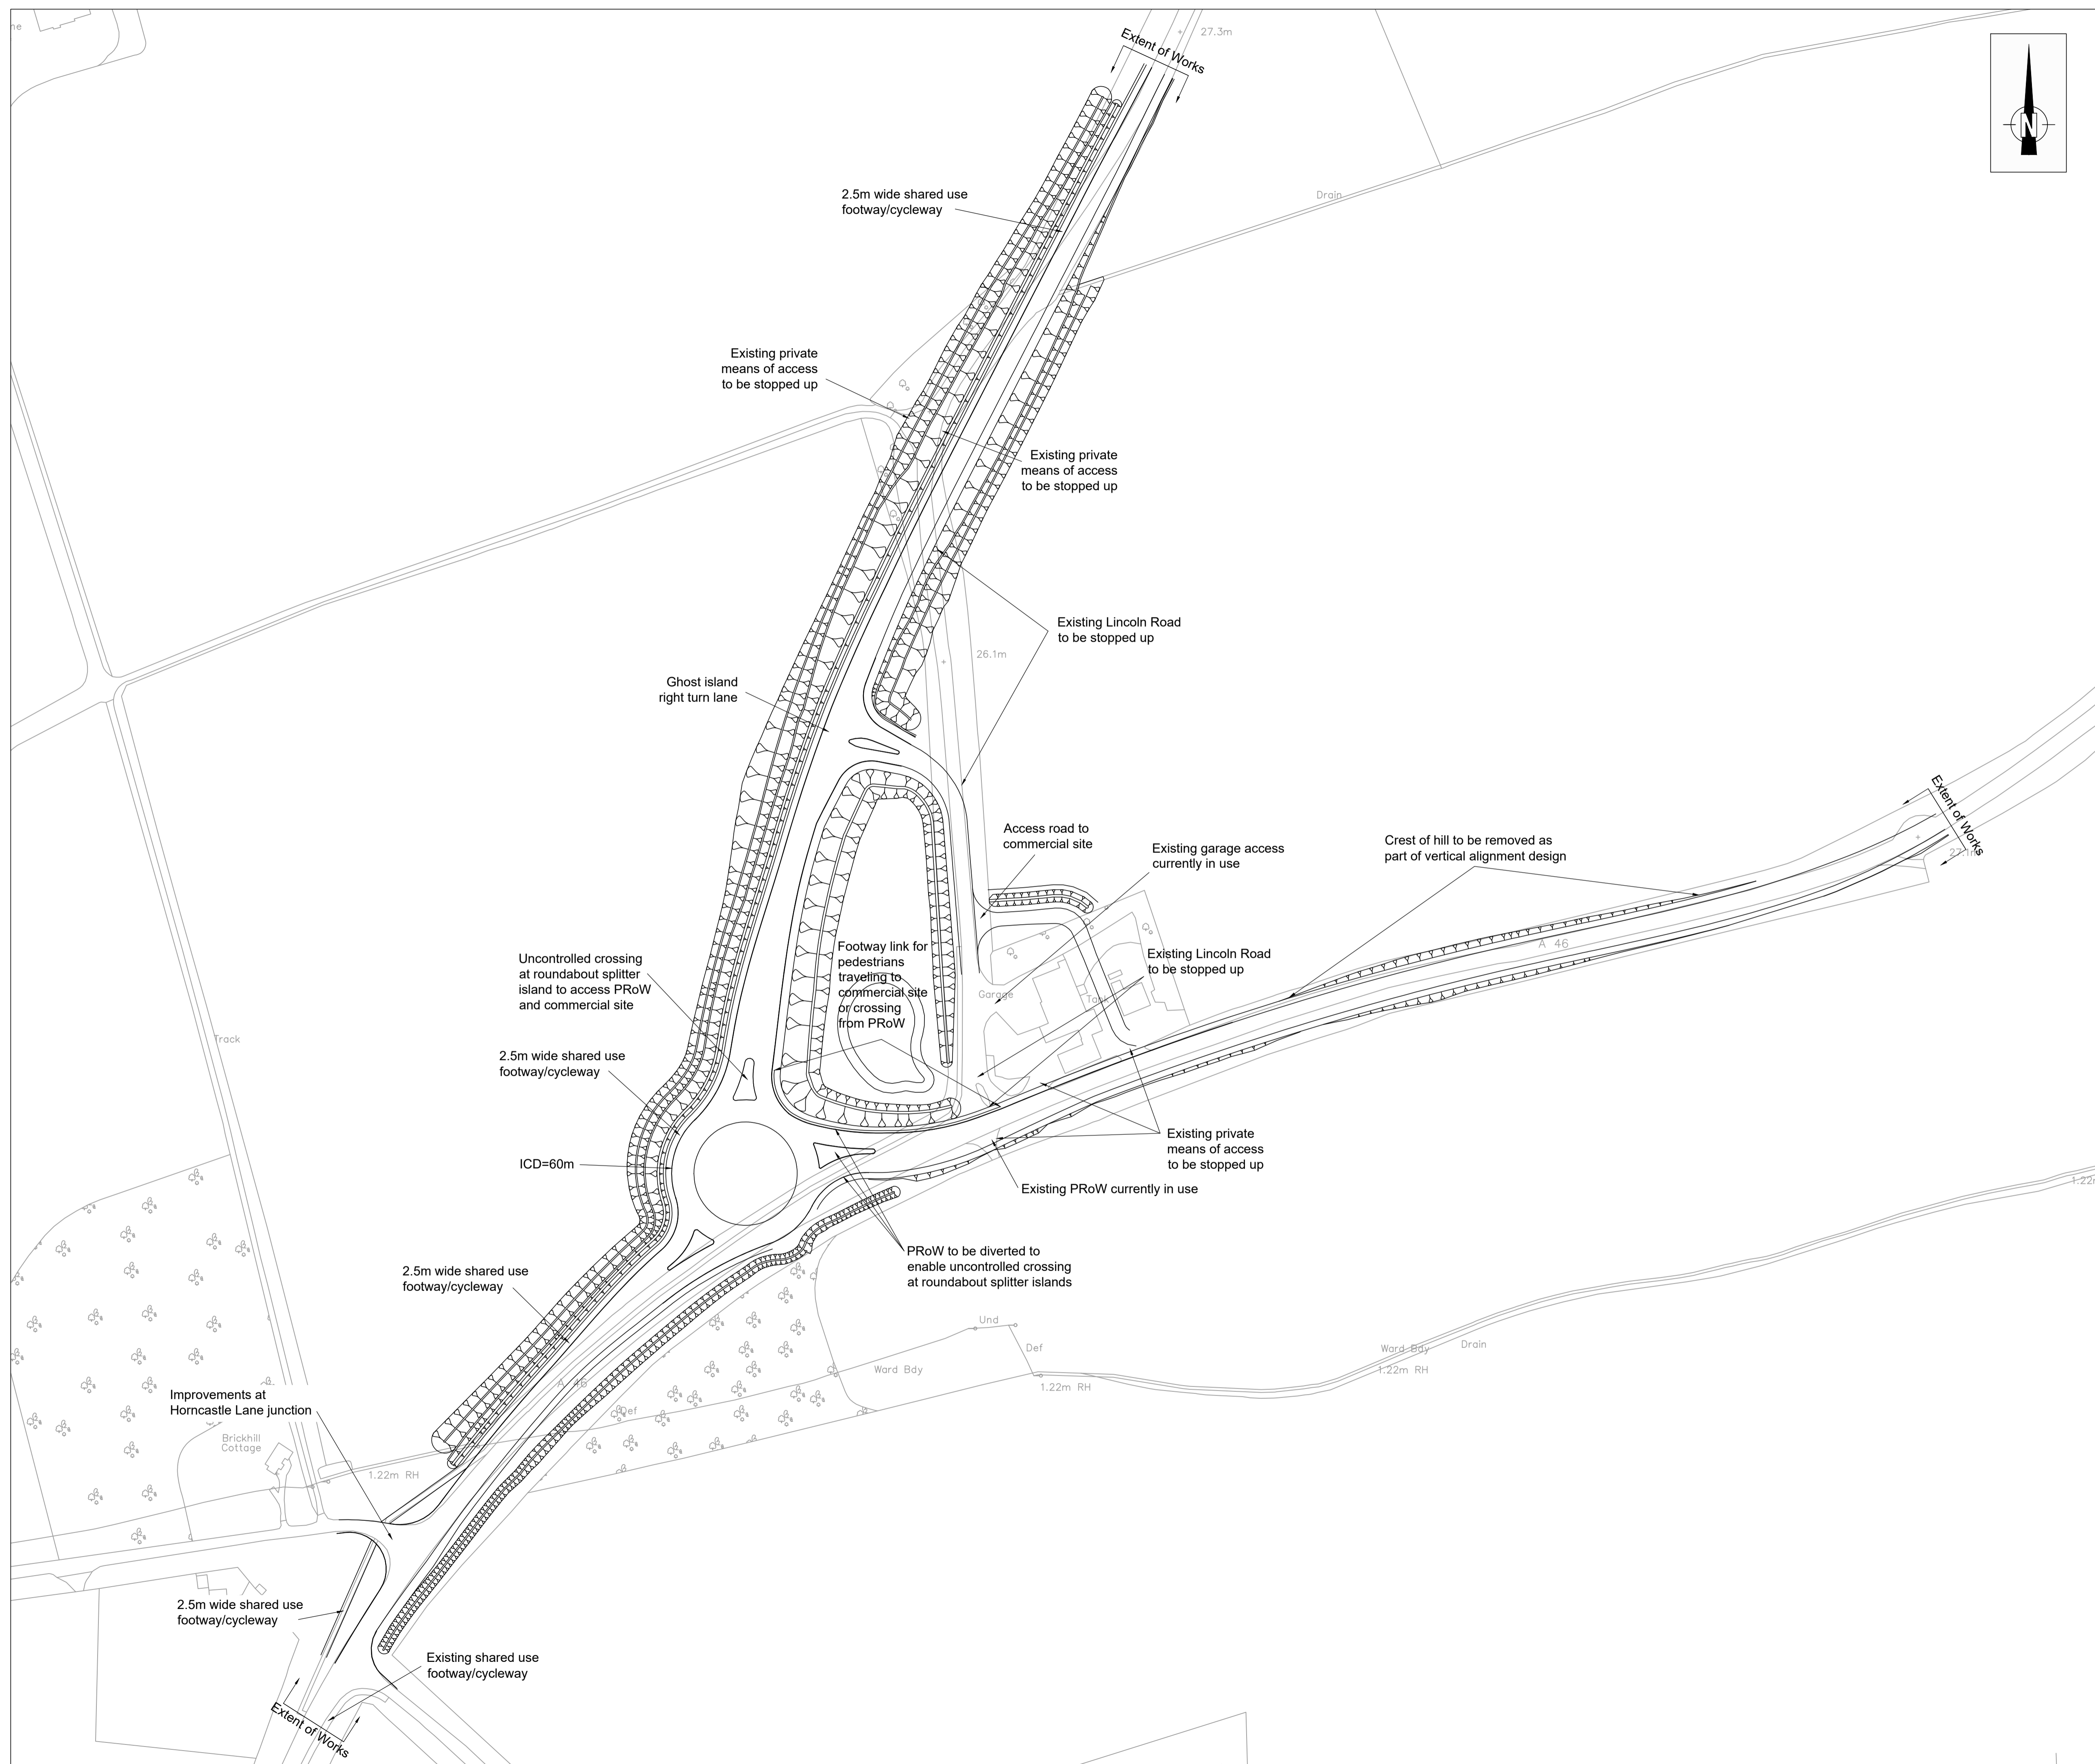 ne
Extent of Works
27.3m
N
2.5m wide shared use
footway/cycleway
Drain
Existing private
means of access
to be stopped up
Existing private
means of access
to be stopped up
Existing Lincoln Road
to be stopped up
26.1m
Ghost island
right turn lane
Access road to
commercial site
Existing garage access
currently in use
Crest of hill to be removed as
part of vertical alignment design
Extent of Works
27.1m
A 46
Footway link for
pedestrians
traveling to
commercial site
or crossing
from PRoW
Existing Lincoln Road
to be stopped up
Uncontrolled crossing
at roundabout splitter
island to access PRoW
and commercial site
Garage
Tank
Track
2.5m wide shared use
footway/cycleway
ICD=60m
Existing private
means of access
to be stopped up
Existing PRoW currently in use
1.22m
PRoW to be diverted to
enable uncontrolled crossing
at roundabout splitter islands
2.5m wide shared use
footway/cycleway
Und
Def
Ward Bdy
Drain
Ward Bdy
1.22m RH
1.22m RH
A 46
Def
Improvements at
Horncastle Lane junction
Brickhill
Cottage
1.22m RH
2.5m wide shared use
footway/cycleway
Existing shared use
footway/cycleway
Extent of Works